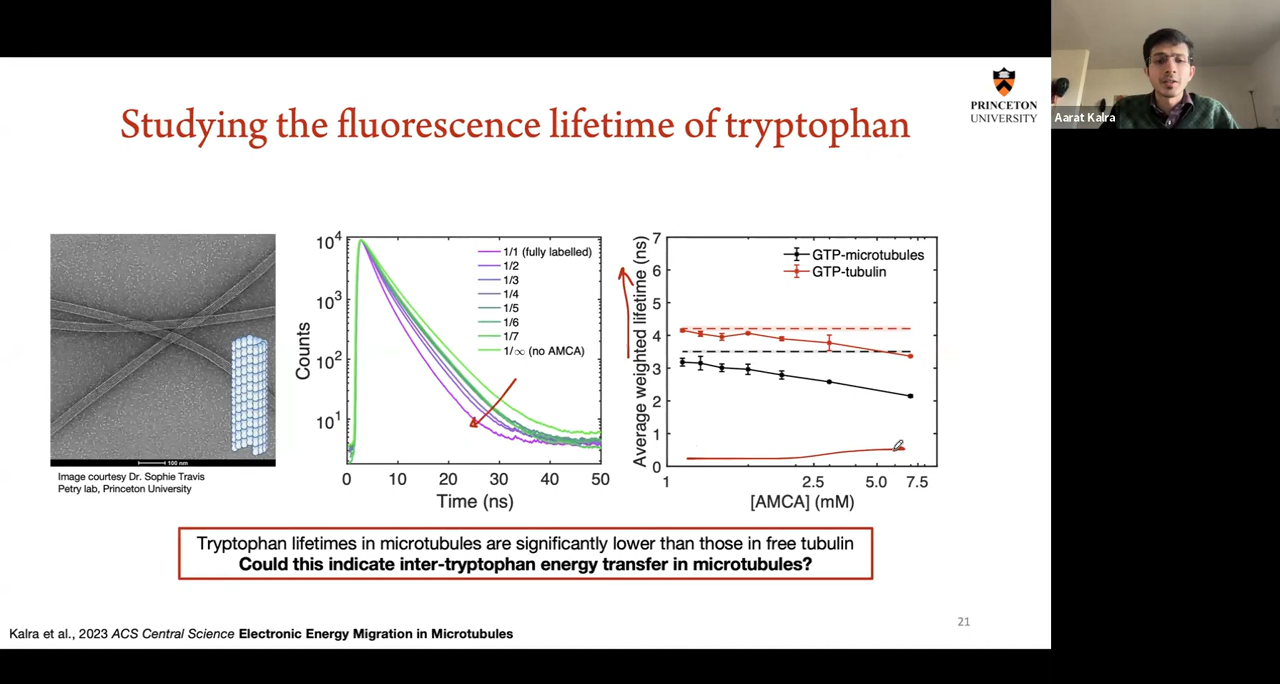 PRINCETON
UNIVERSITY
Aarat Kalra
Studying the fluorescence lifetime of tryptophan
100 nm
Image courtesy Dr. Sophie Travis
Petry lab, Princeton University
Counts
10⁴
10³
10²
10¹
0 10 20 30 40 50
Time (ns)
1/1 (fully labelled)
1/2
1/3
1/4
1/5
1/6
1/7
1/∞ (no AMCA)
Average weighted lifetime (ns)
7
6
5
4
3
2
1
0
1 2.5 5.0 7.5
[AMCA] (mM)
GTP-microtubules
GTP-tubulin
Tryptophan lifetimes in microtubules are significantly lower than those in free tubulin
Could this indicate inter-tryptophan energy transfer in microtubules?
21
Kalra et al., 2023 ACS Central Science Electronic Energy Migration in Microtubules